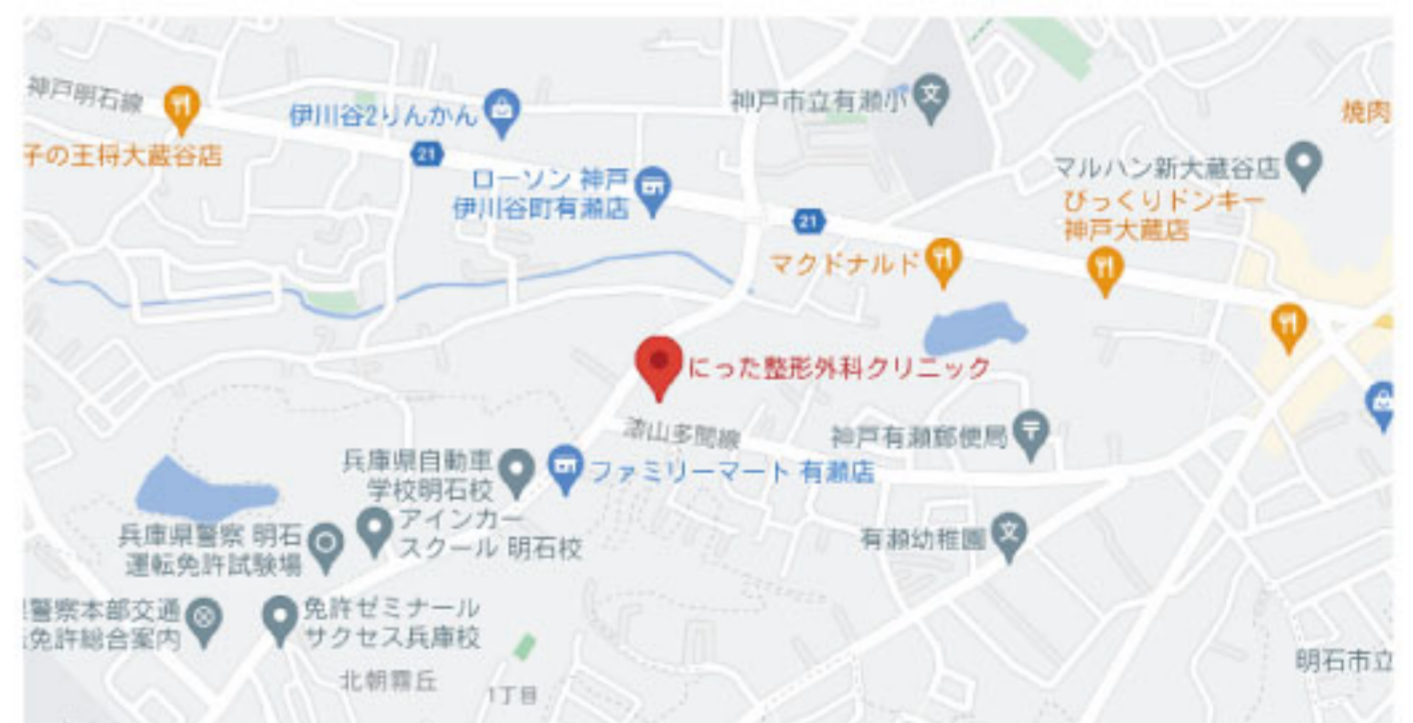 神戸明石線
子の王将大蔵谷店
伊川谷2りんかん
21
ローソン 神戸
伊川谷町有瀬店
神戸市立有瀬小
焼肉
マルハン新大蔵谷店
びっくりドンキー
神戸大蔵店
21
マクドナルド
にった整形外科クリニック
漆山多聞線
神戸有瀬郵便局
兵庫県自動車
学校明石校
ファミリーマート 有瀬店
アインカー
スクール 明石校
兵庫県警察 明石
運転免許試験場
有瀬幼稚園
警察本部交通
免許総合案内
免許ゼミナール
サクセス兵庫校
北朝霧丘
1丁目
明石市立